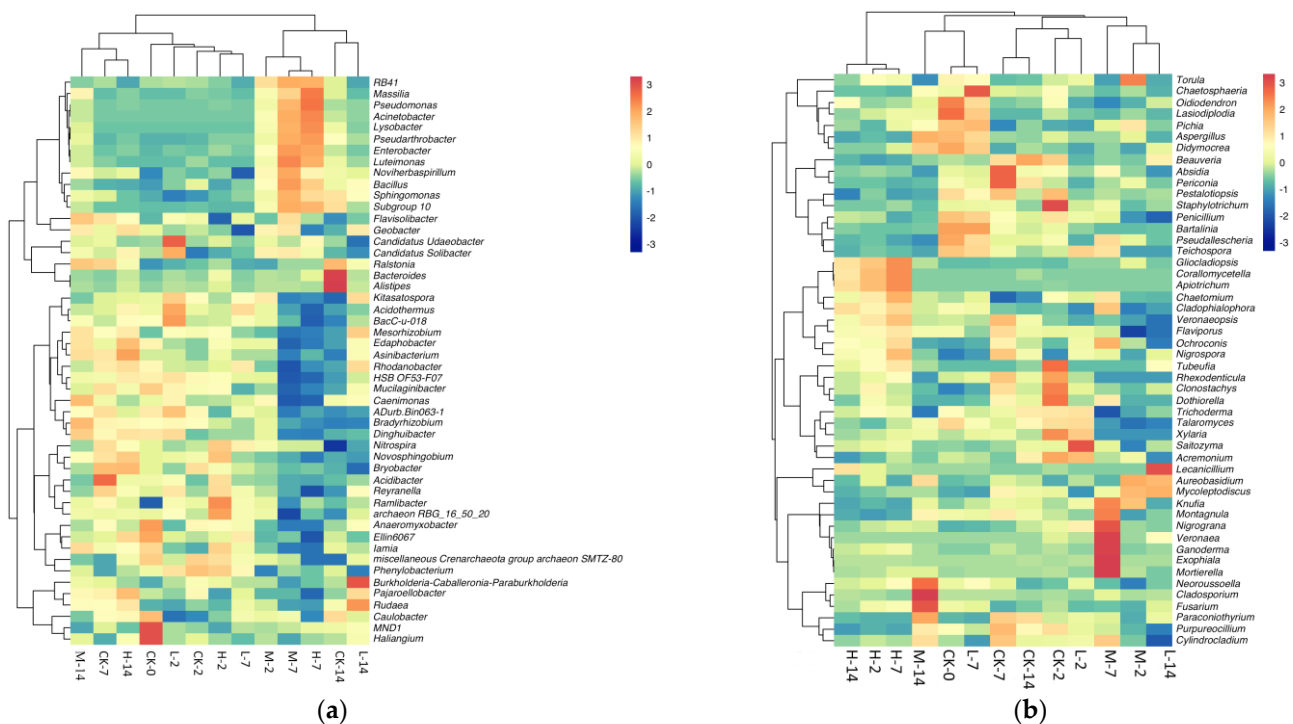 RB41
Massilia
Pseudomonas
Acinetobacter
Lysobacter
Pseudarthrobacter
Enterobacter
Luteimonas
Noviherbaspirillum
Bacillus
Sphingomonas
Subgroup 10
Flavisolibacter
Geobacter
Candidatus Udaeobacter
Candidatus Solibacter
Ralstonia
Bacteroides
Alistipes
Kitasatospora
Acidothermus
BacC-u-018
Mesorhizobium
Edaphobacter
Asinibacterium
Rhodanobacter
HSB OF53-F07
Mucilaginibacter
Caenimonas
ADurb.Bin063-1
Bradyrhizobium
Dinghuibacter
Nitrospira
Novosphingobium
Bryobacter
Acidibacter
Reyranella
Ramlibacter
archaeon RBG_16_50_20
Anaeromyxobacter
Ellin6067
Iamia
miscellaneous Crenarchaeota group archaeon SMTZ-80
Phenylobacterium
Burkholderia-Caballeronia-Paraburkholderia
Pajaroellobacter
Rudaea
Caulobacter
MND1
Haliangium
M-14 CK-7 H-14 CK-0 L-2 CK-2 H-2 L-7 M-2 M-7 H-7 CK-14 L-14
3
2
1
0
-1
-2
-3
(a)
Torula
Chaetosphaeria
Oidiodendron
Lasiodiplodia
Pichia
Aspergillus
Didymocrea
Beauveria
Absidia
Periconia
Pestalotiopsis
Staphylotrichum
Penicillium
Bartalinia
Pseudallescheria
Teichospora
Gliocladiopsis
Corallomycetella
Apiotrichum
Chaetomium
Cladophialophora
Veronaeopsis
Flaviporus
Ochroconis
Nigrospora
Tubeufia
Rhexodenticula
Clonostachys
Dothiorella
Trichoderma
Talaromyces
Xylaria
Saitozyma
Acremonium
Lecanicillium
Aureobasidium
Mycoleptodiscus
Knufia
Montagnula
Nigrograna
Veronaea
Ganoderma
Exophiala
Mortierella
Neoroussoella
Cladosporium
Fusarium
Paraconiothyrium
Purpureocillium
Cylindrocladium
H-14 H-2 H-7 M-14 CK-0 L-7 CK-7 CK-14 CK-2 L-2 M-7 M-2 L-14
3
2
1
0
-1
-2
-3
(b)